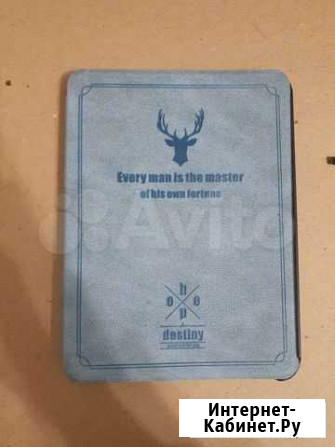 Every man is the master
of his own fortune
Avito
h
o e
p
destiny
Интернет-
Кабинет.Ру